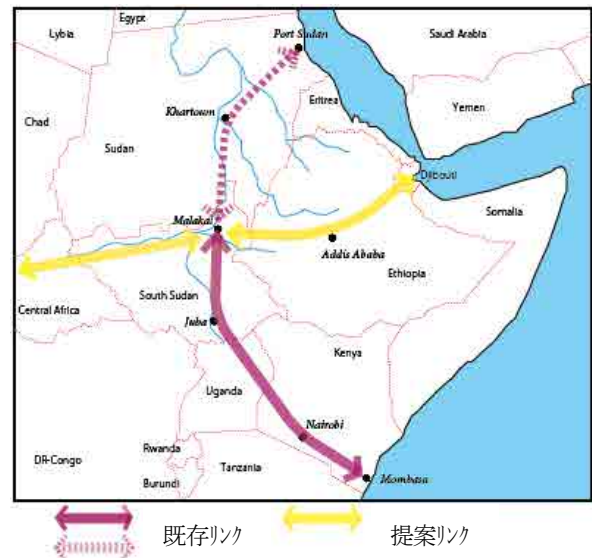 Egypt
Lybia
Port Sudan
Saudi Arabia
Eritrea
Yemen
Khartoum
Chad
Sudan
Djibouti
Somalia
Malakal
Addis Ababa
Ethiopia
South Sudan
Central Africa
Juba
Kenya
Uganda
Nairobi
Rwanda
DR-Congo
Tanzania
Burundi
Mombasa
既存リンク 提案リンク